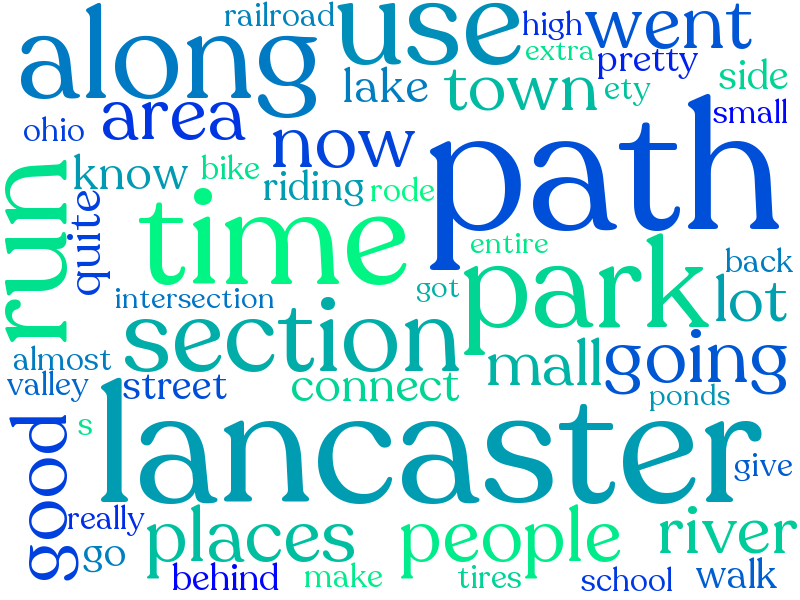 railroad
along
use
high
went
extra
pretty
lake
town
ety
side
small
ohio
area
now
path
know
bike
riding
rode
run
quite
time
entire
park
back
intersection
got
lot
section
almost
mall
going
valley
street
connect
ponds
good
s
lancaster
give
really
go
places
people
river
behind
make
tires
school
walk